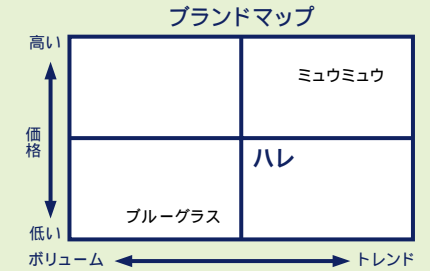 ブランドマップ
高い
ミュウミュウ
価格
ハレ
ブルーグラス
低い
ボリューム
トレンド